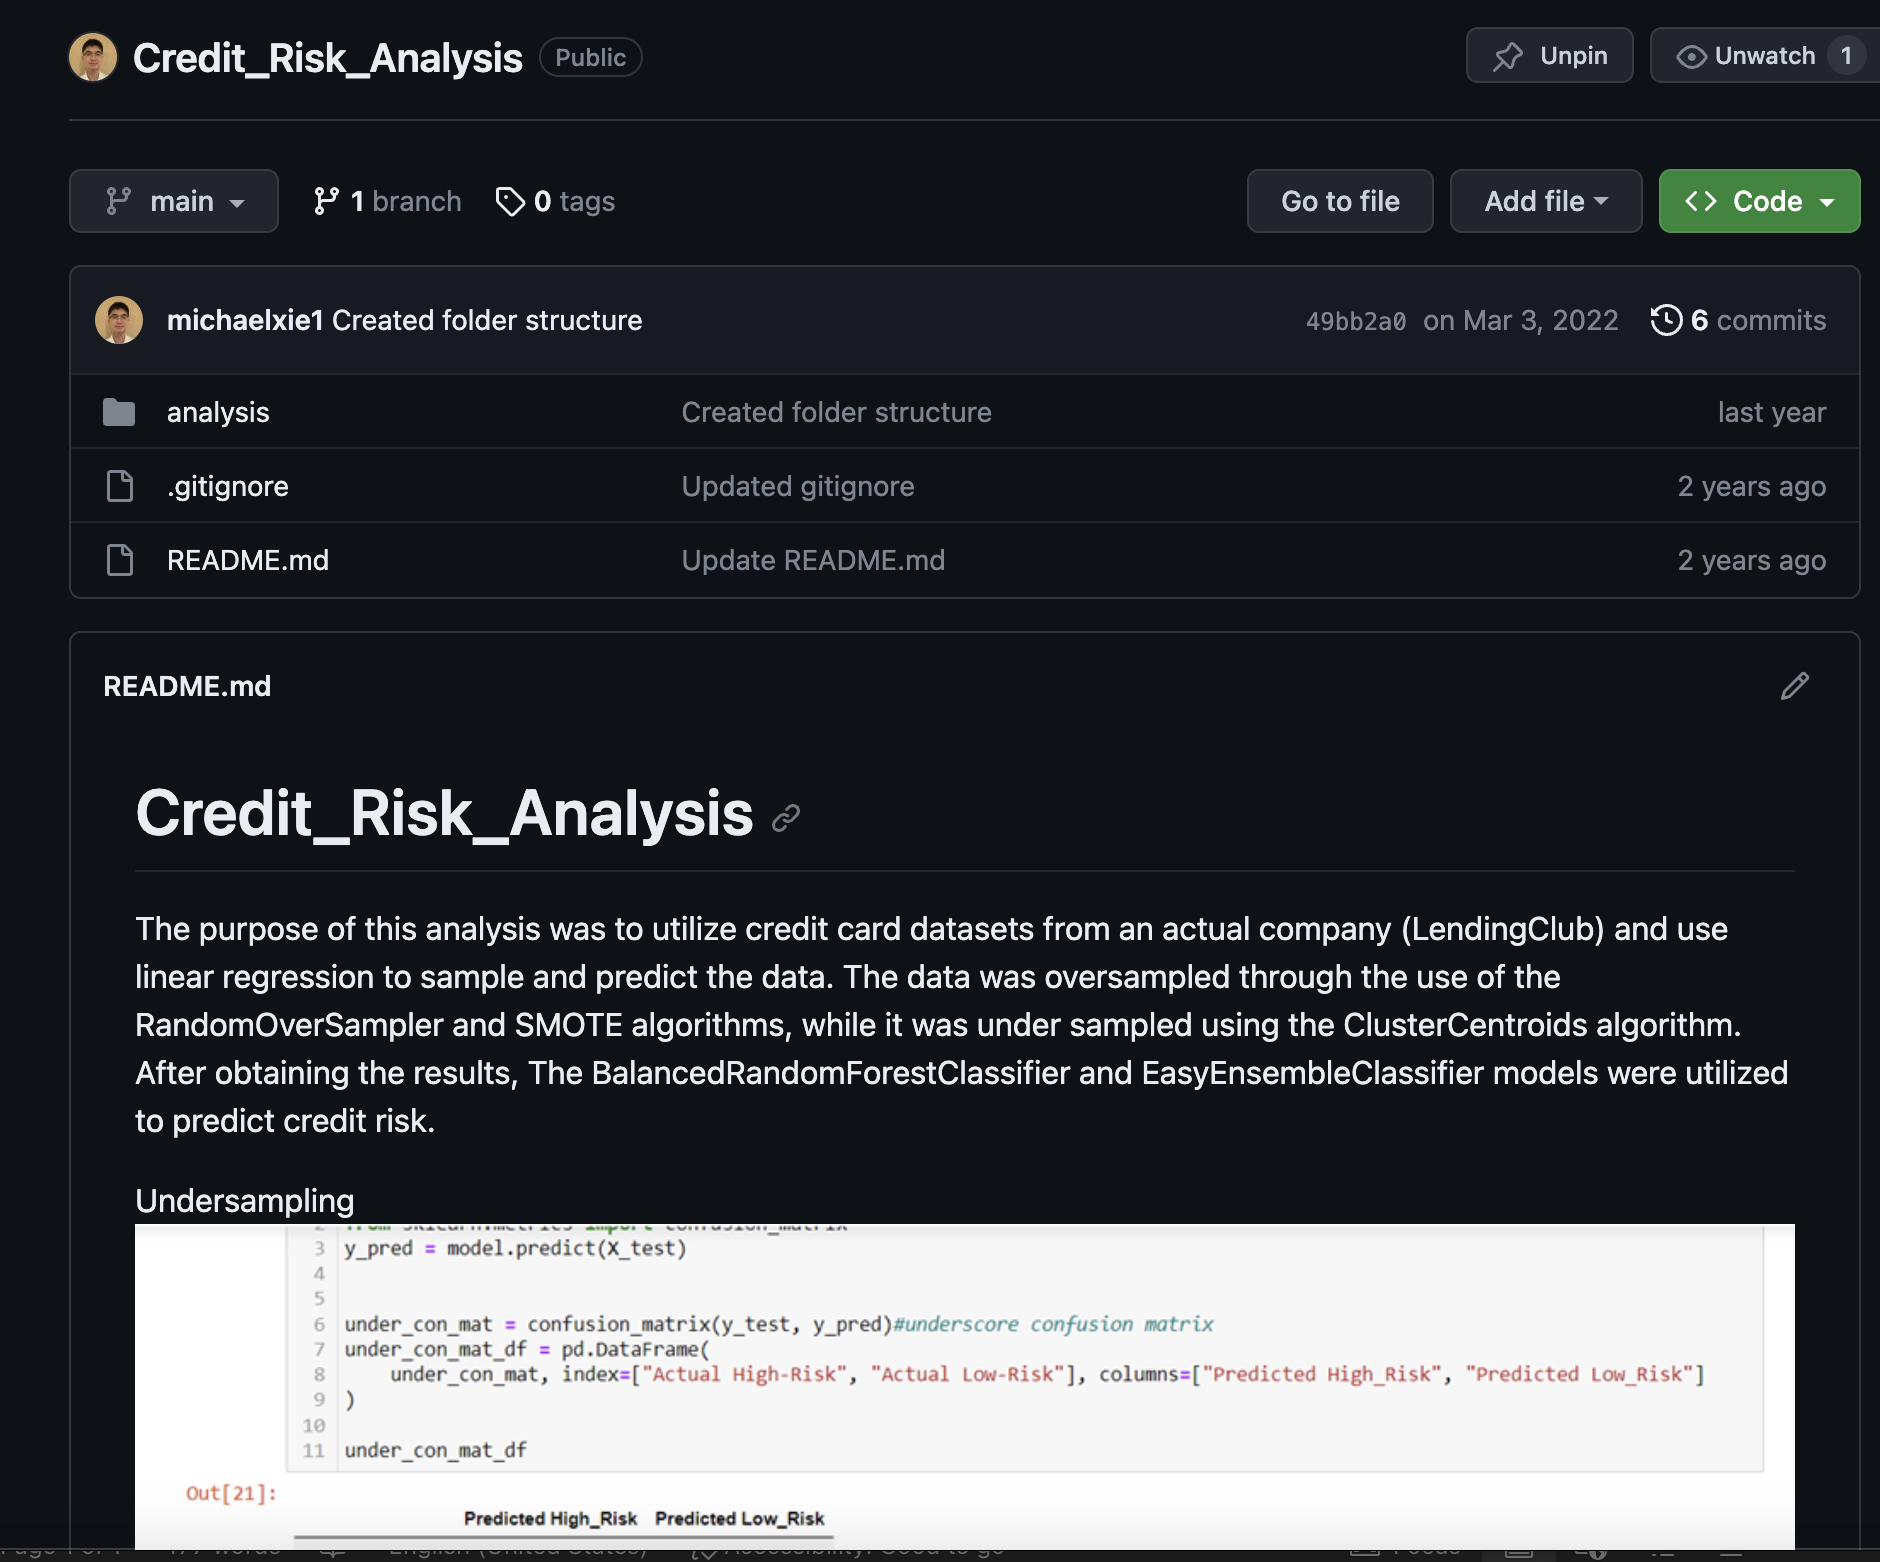 Credit_Risk_Analysis Public Unpin Unwatch 1
main 1 branch 0 tags Go to file Add file Code
michaelxie1 Created folder structure 49bb2a0 on Mar 3, 2022 6 commits
analysis Created folder structure last year
.gitignore Updated gitignore 2 years ago
README.md Update README.md 2 years ago
README.md
Credit_Risk_Analysis
The purpose of this analysis was to utilize credit card datasets from an actual company (LendingClub) and use
linear regression to sample and predict the data. The data was oversampled through the use of the
RandomOverSampler and SMOTE algorithms, while it was under sampled using the ClusterCentroids algorithm.
After obtaining the results, The BalancedRandomForestClassifier and EasyEnsembleClassifier models were utilized
to predict credit risk.
Undersampling
2 from sklearn.metrics import confusion_matrix
3 y_pred = model.predict(X_test)
4
5
6 under_con_mat = confusion_matrix(y_test, y_pred)#underscore confusion matrix
7 under_con_mat_df = pd.DataFrame(
8 under_con_mat, index=["Actual High-Risk", "Actual Low-Risk"], columns=["Predicted High_Risk", "Predicted Low_Risk"]
9 )
10
11 under_con_mat_df
Out[21]:
Predicted High_Risk Predicted Low_Risk